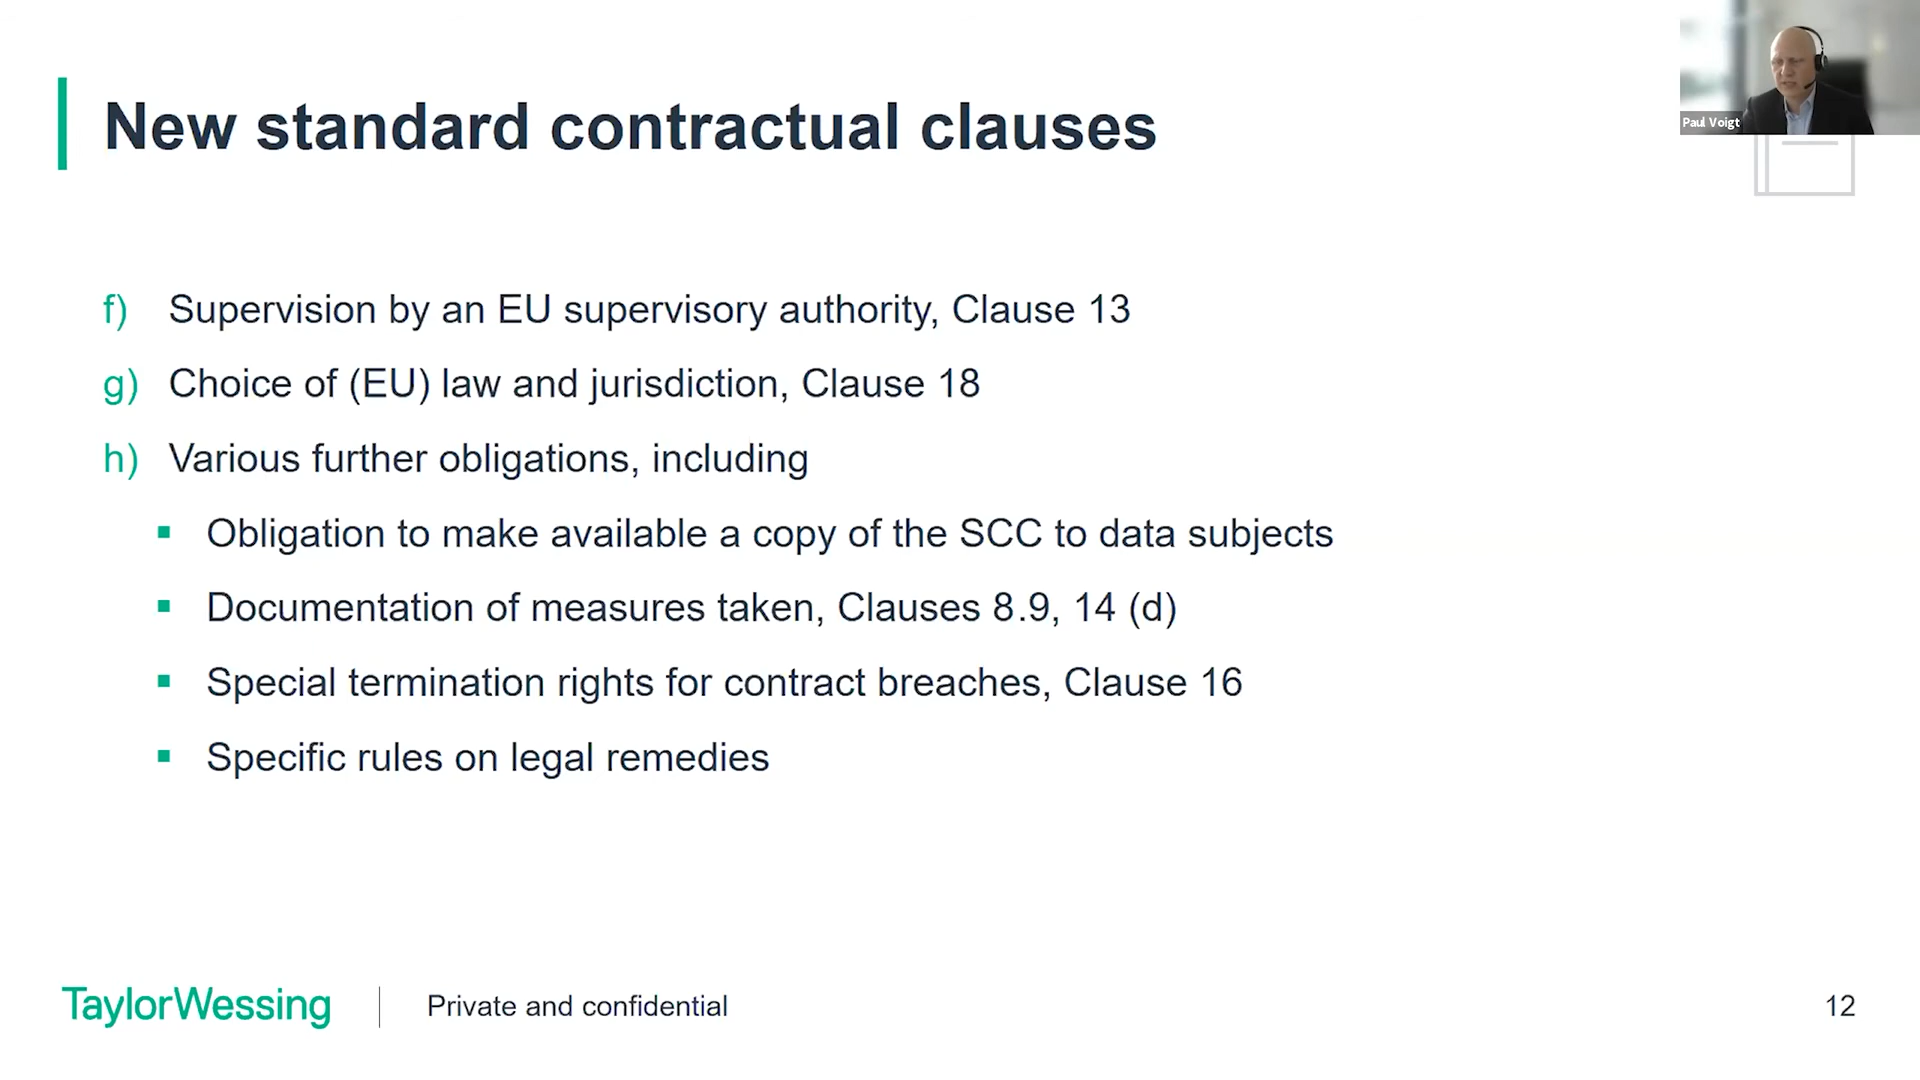 New standard contractual clauses
Paul Voigt
f) Supervision by an EU supervisory authority, Clause 13
g) Choice of (EU) law and jurisdiction, Clause 18
h) Various further obligations, including
▪ Obligation to make available a copy of the SCC to data subjects
▪ Documentation of measures taken, Clauses 8.9, 14 (d)
▪ Special termination rights for contract breaches, Clause 16
▪ Specific rules on legal remedies
TaylorWessing
Private and confidential
12